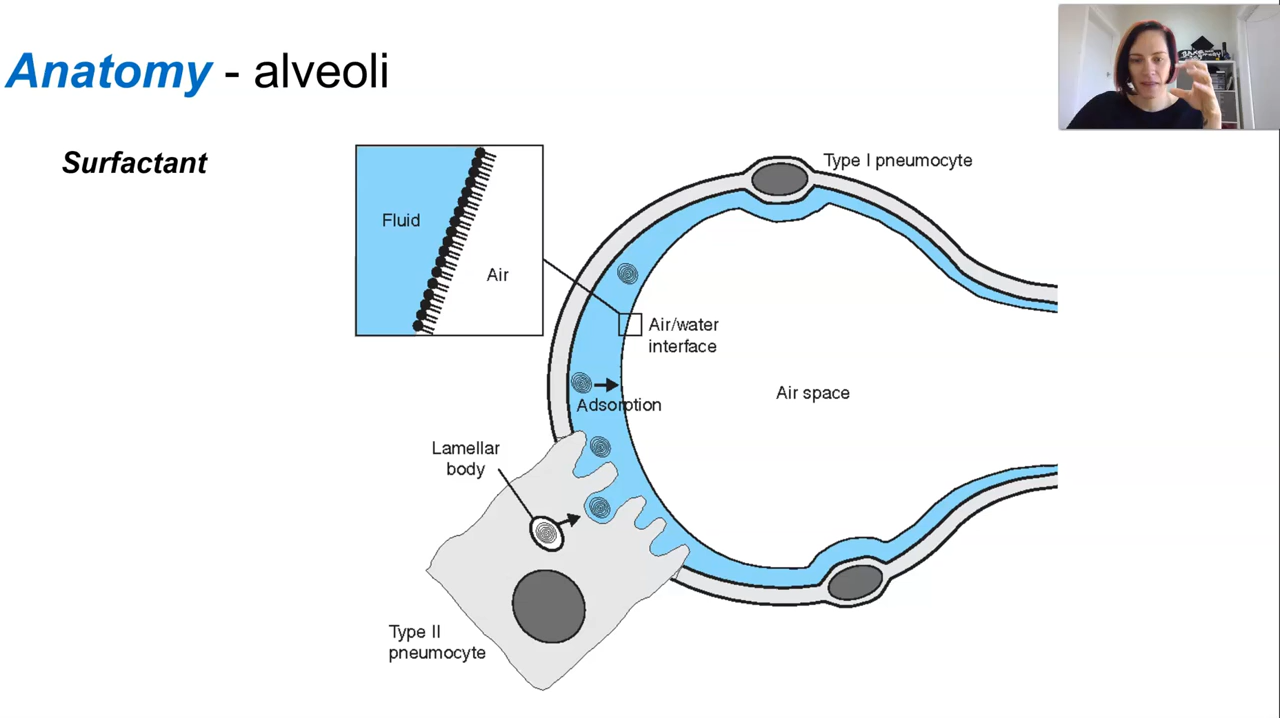 Anatomy - alveoli
Surfactant
Type I pneumocyte
Fluid
Air
Air/water
interface
Air space
Adsorption
Lamellar
body
Type II
pneumocyte